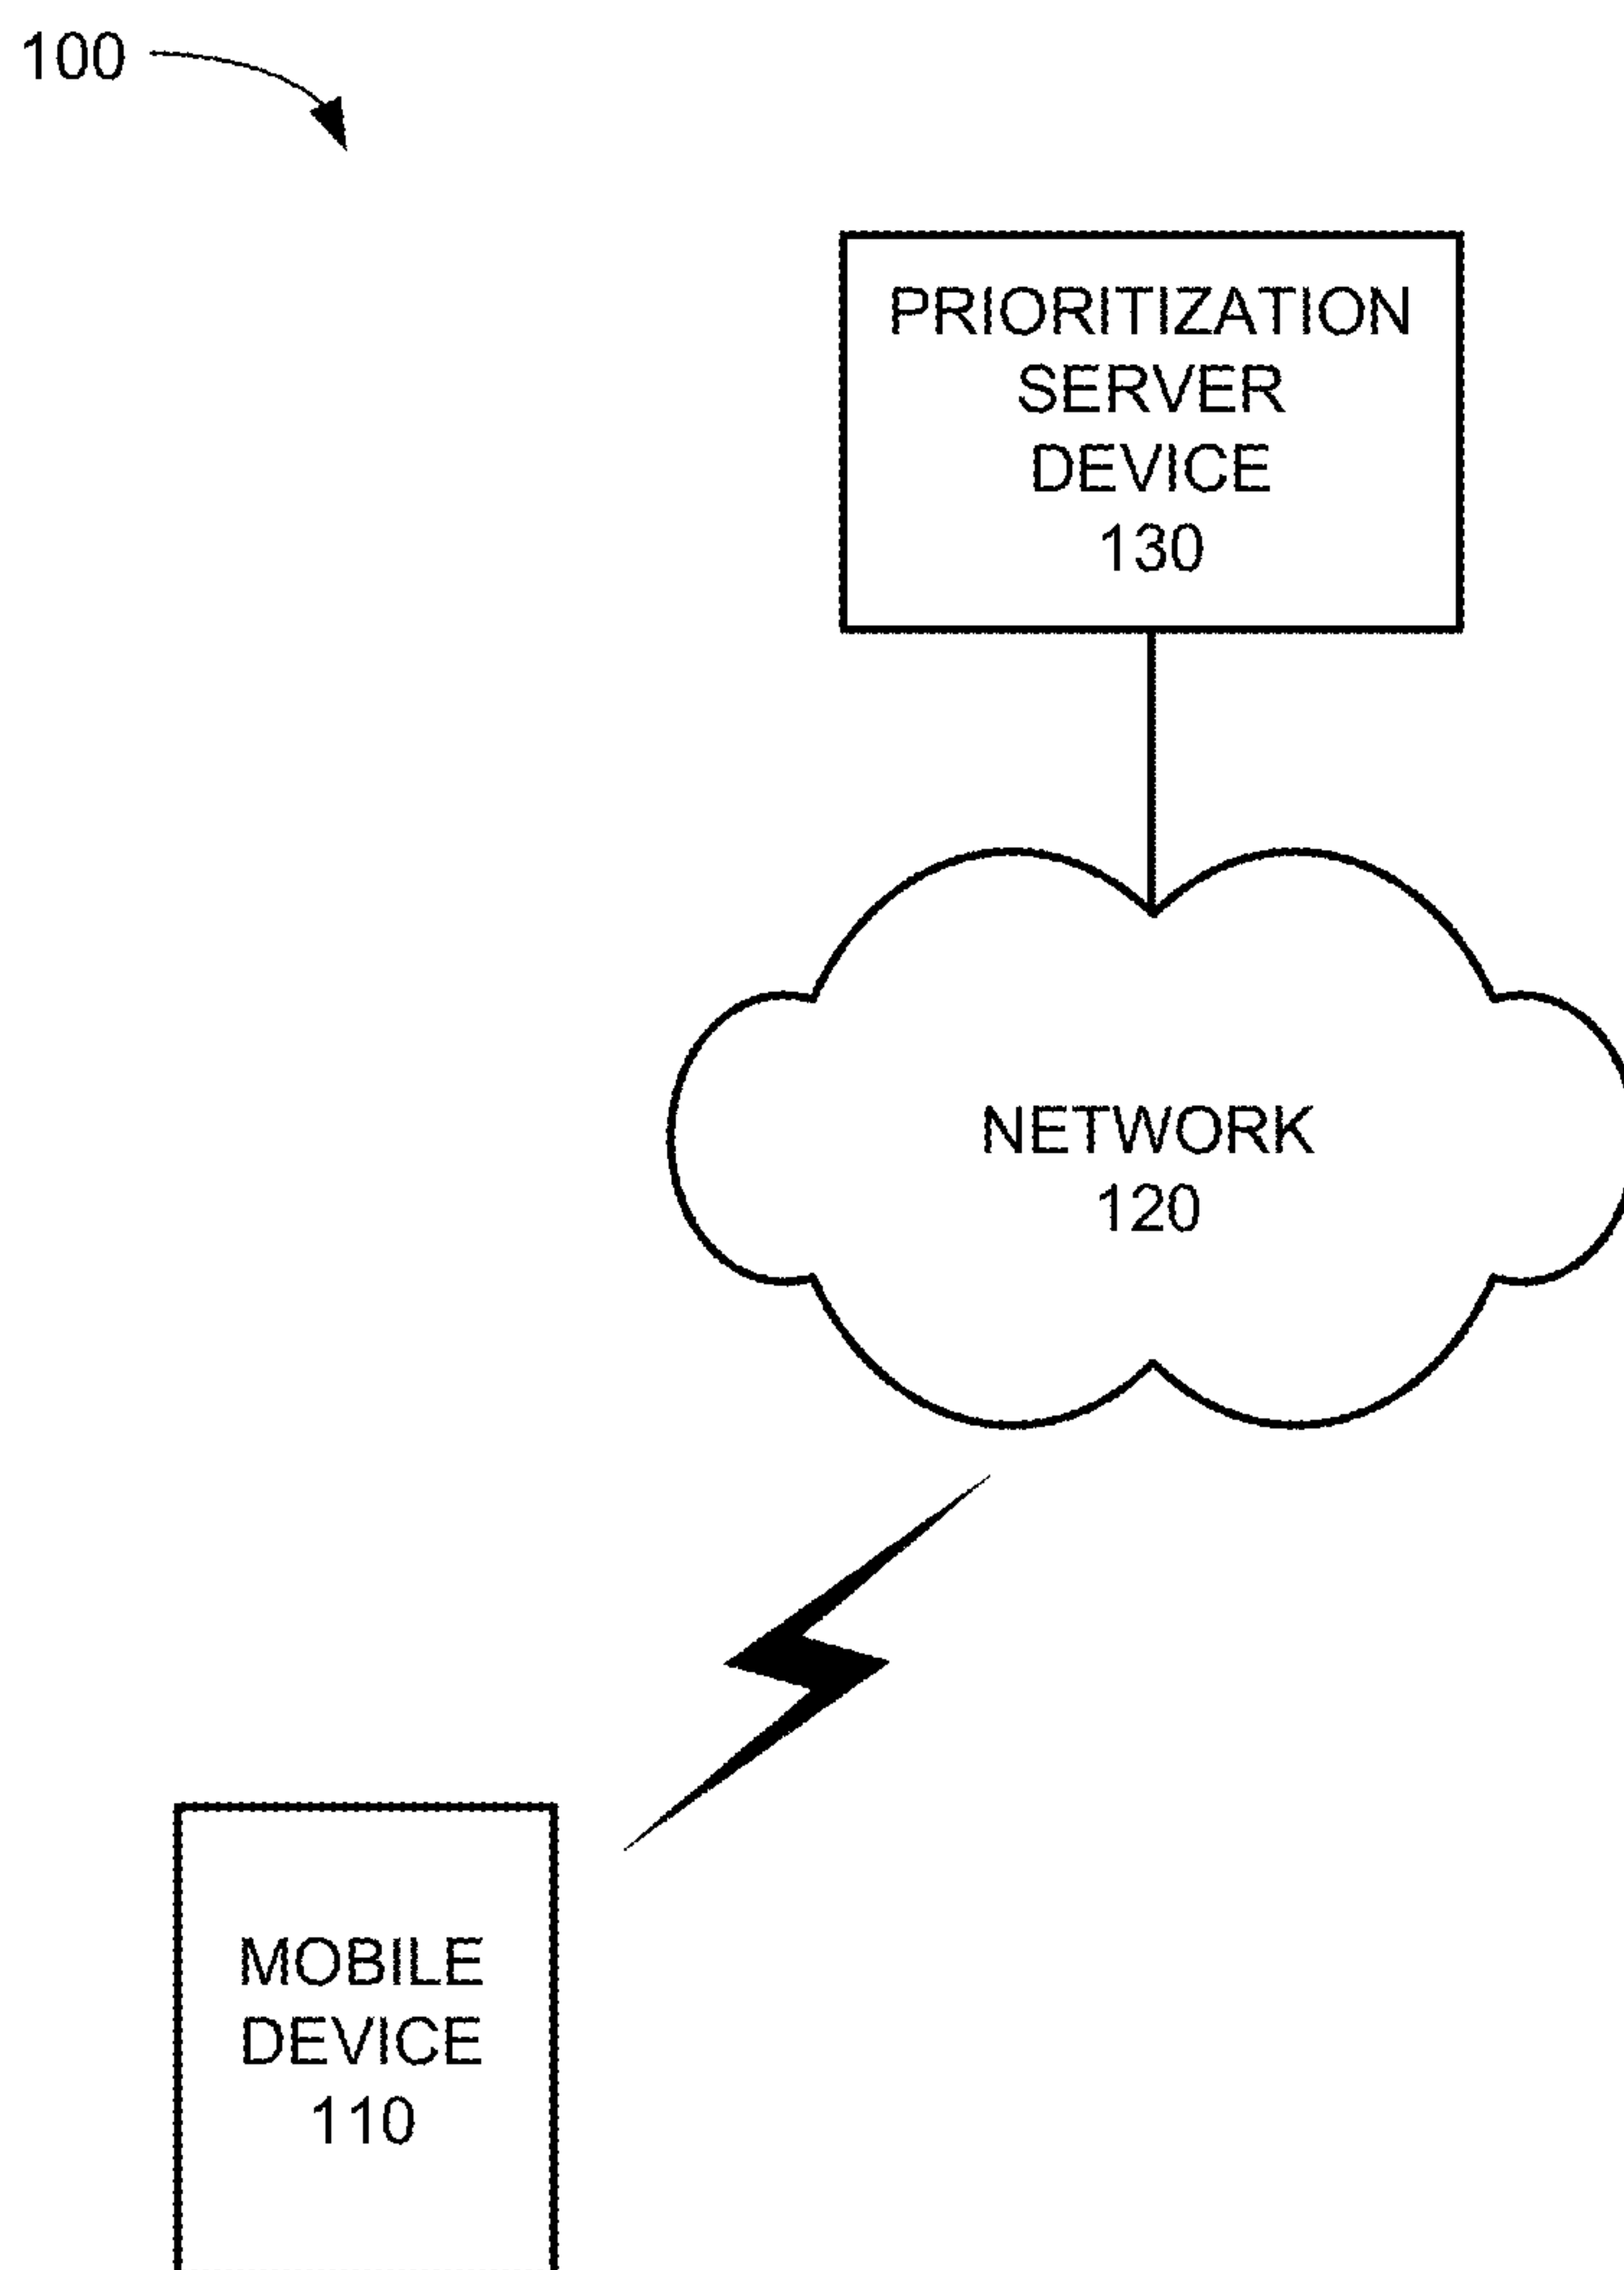 100
PRIORITIZATION
SERVER
DEVICE
130
NETWORK
120
MOBILE
DEVICE
110